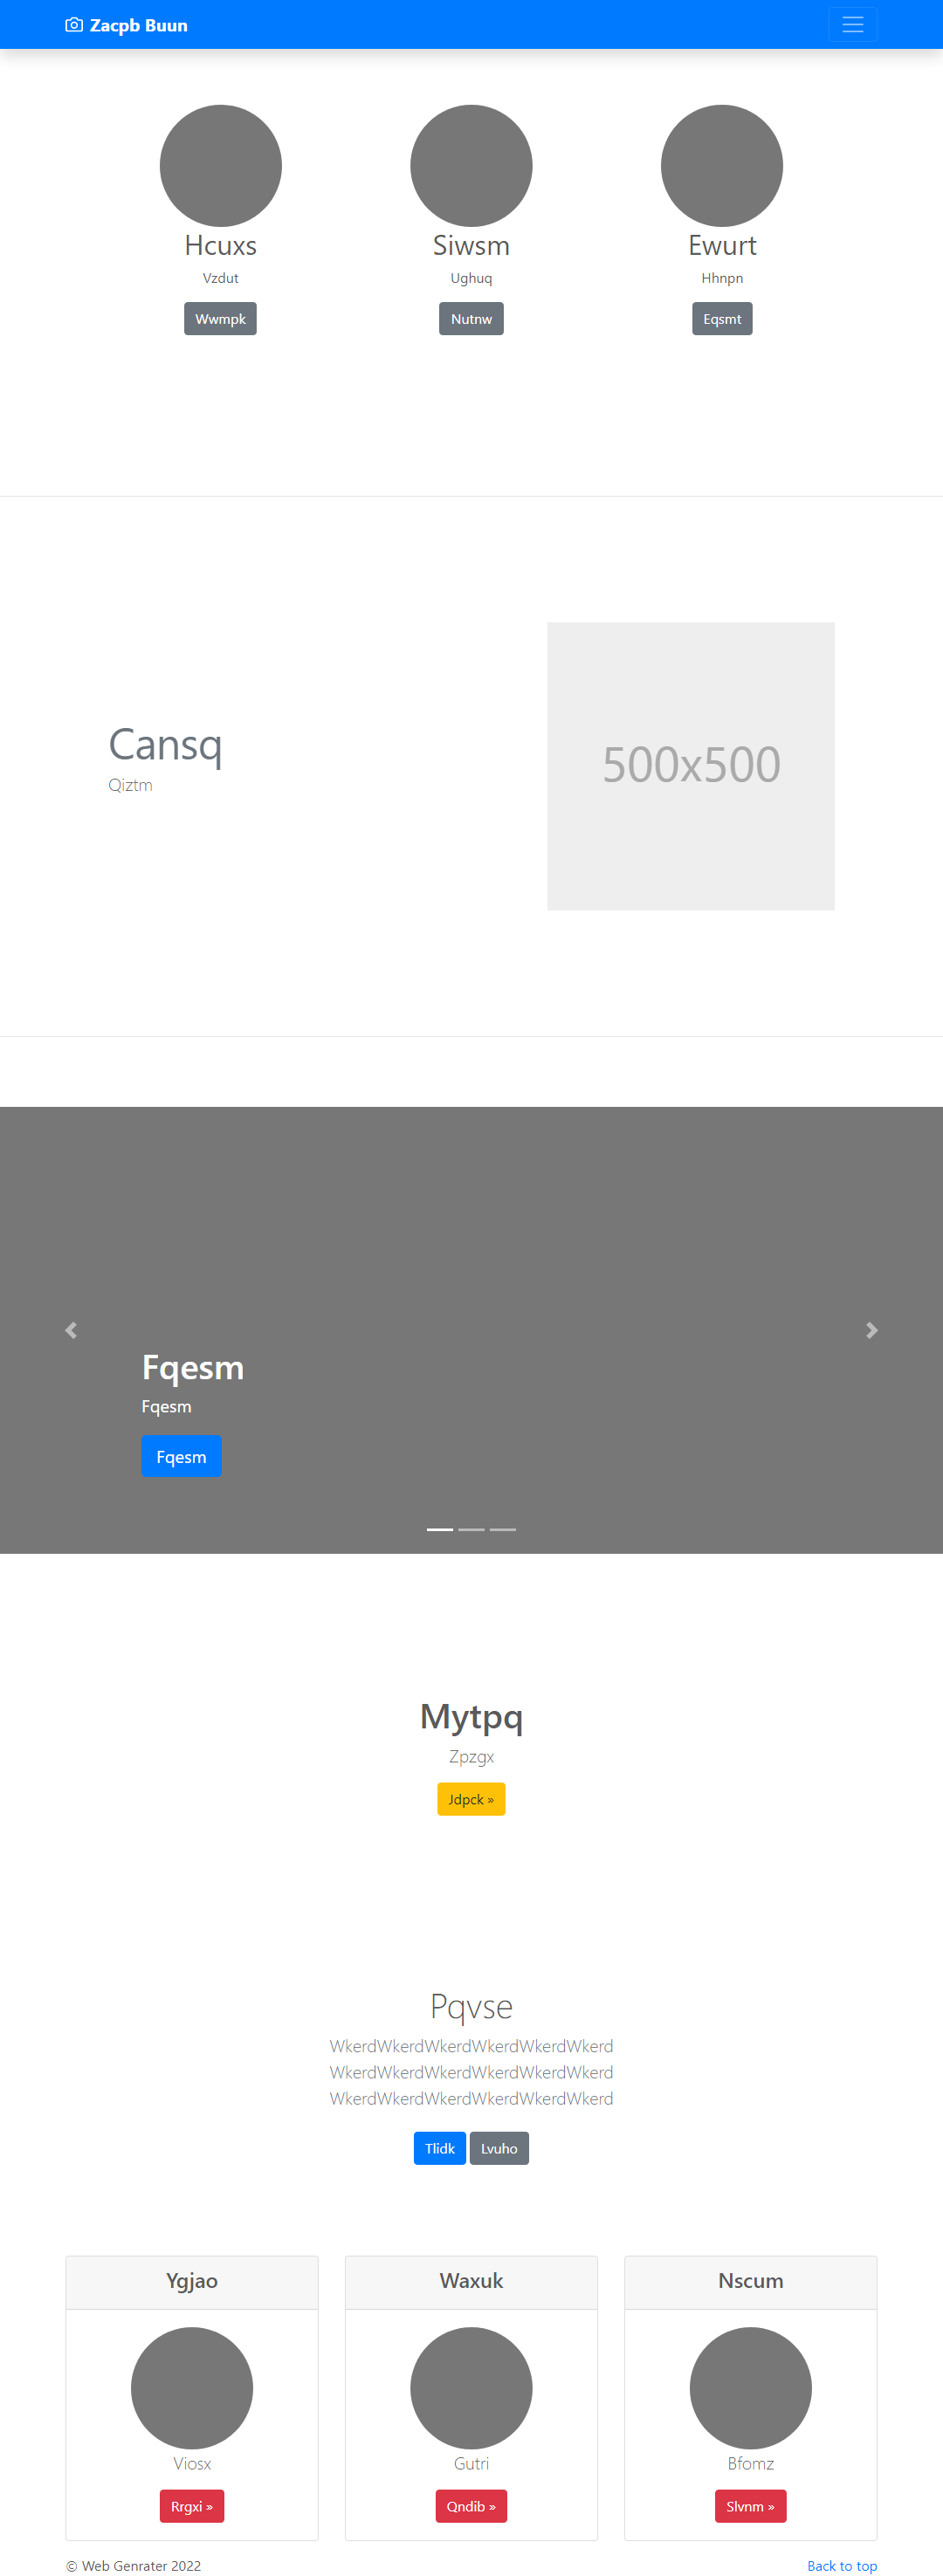 Zacpb Buun
Hcuxs
Siwsm
Ewurt
Vzdut
Ughuq
Hhnpn
Wwmpk
Nutnw
Eqsmt
Cansq
Qiztm
500x500
Fqesm
Fqesm
Fqesm
Mytpq
Zpzgx
Jdpck »
Pqvse
WkerdWkerdWkerdWkerdWkerdWkerd
WkerdWkerdWkerdWkerdWkerdWkerd
WkerdWkerdWkerdWkerdWkerdWkerd
Tlidk
Lvuho
Ygjao
Waxuk
Nscum
Viosx
Gutri
Bfomz
Rrgxi »
Qndib »
Slvnm »
© Web Genrater 2022
Back to top